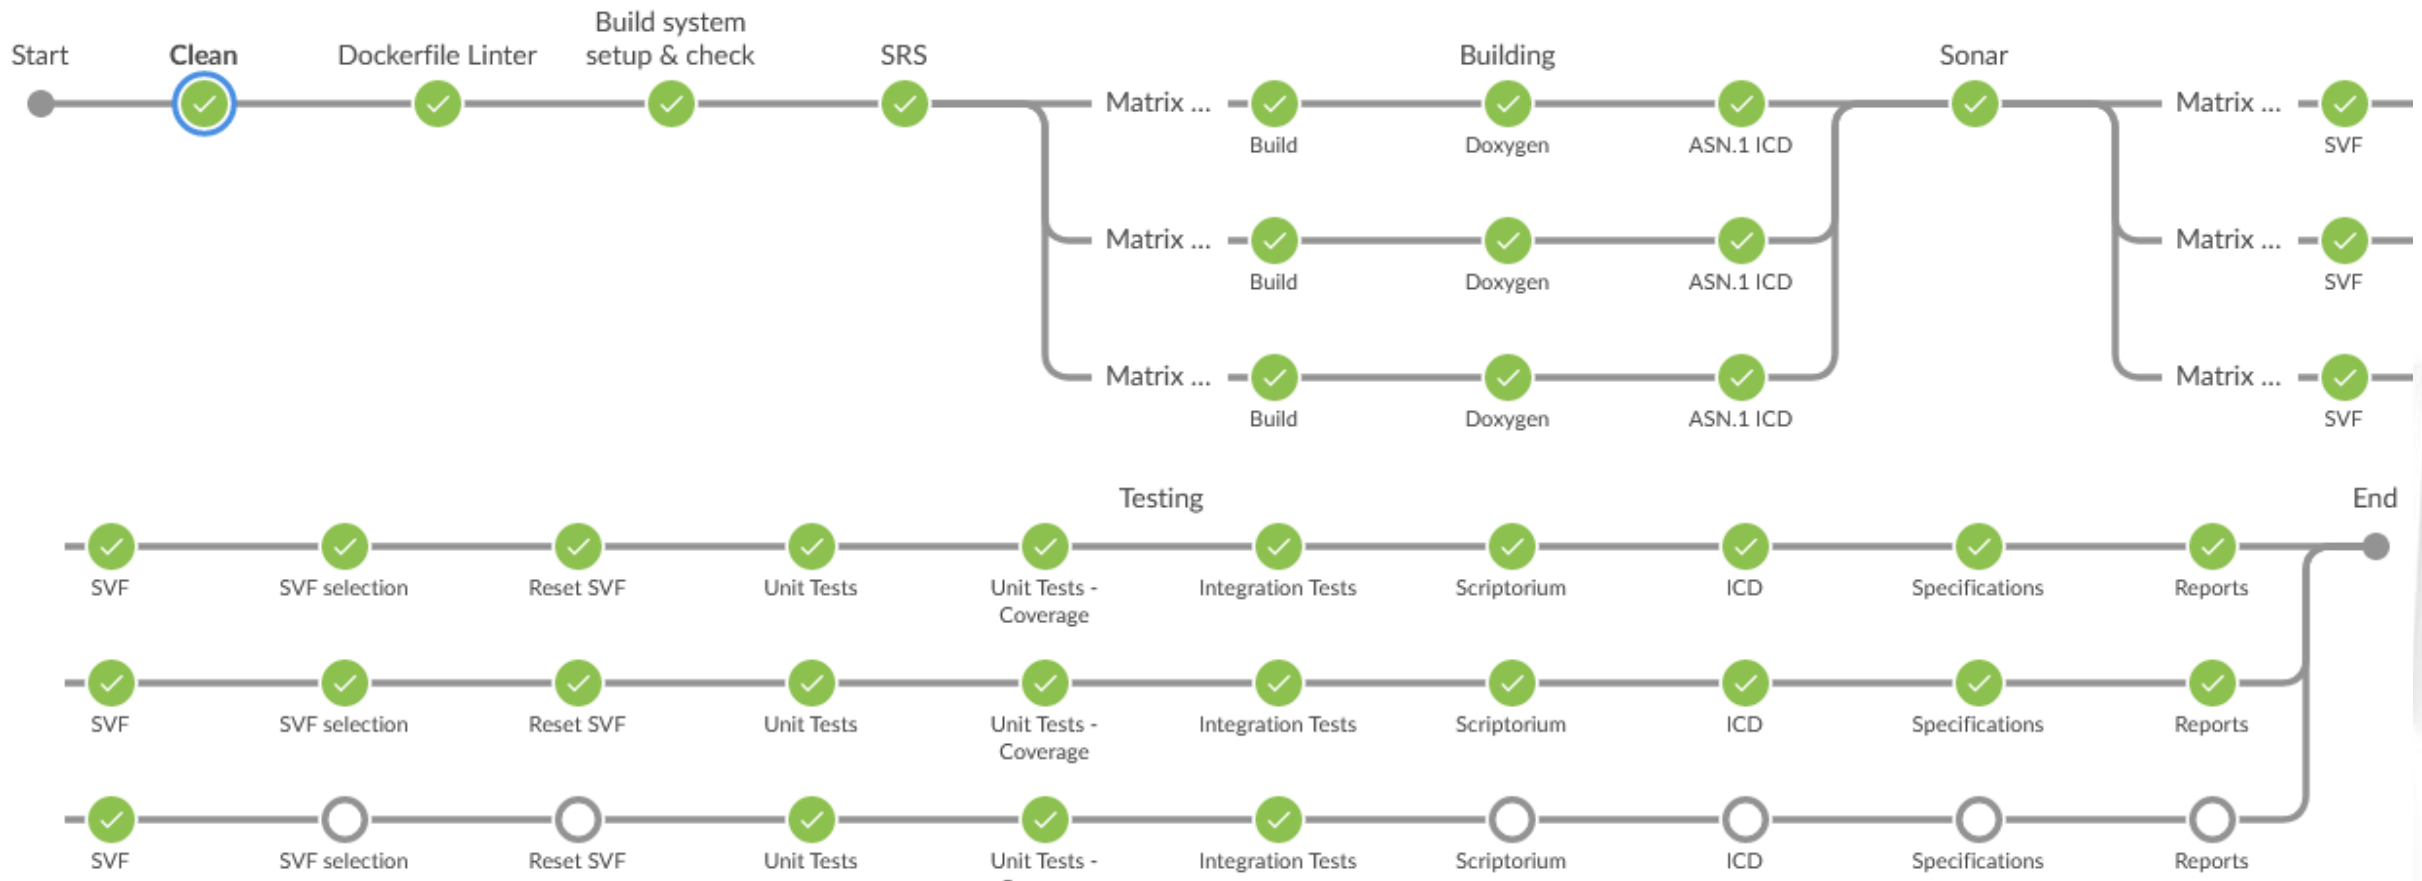 Start
Clean
Dockerfile Linter
Build system
setup & check
SRS
Building
Sonar
Matrix ...
Build
Doxygen
ASN.1 ICD
Matrix ...
SVF
Matrix ...
Build
Doxygen
ASN.1 ICD
Matrix ...
SVF
Matrix ...
Build
Doxygen
ASN.1 ICD
Matrix ...
SVF
Testing
End
SVF
SVF selection
Reset SVF
Unit Tests
Unit Tests -
Coverage
Integration Tests
Scriptorium
ICD
Specifications
Reports
SVF
SVF selection
Reset SVF
Unit Tests
Unit Tests -
Coverage
Integration Tests
Scriptorium
ICD
Specifications
Reports
SVF
SVF selection
Reset SVF
Unit Tests
Unit Tests -
Integration Tests
Scriptorium
ICD
Specifications
Reports